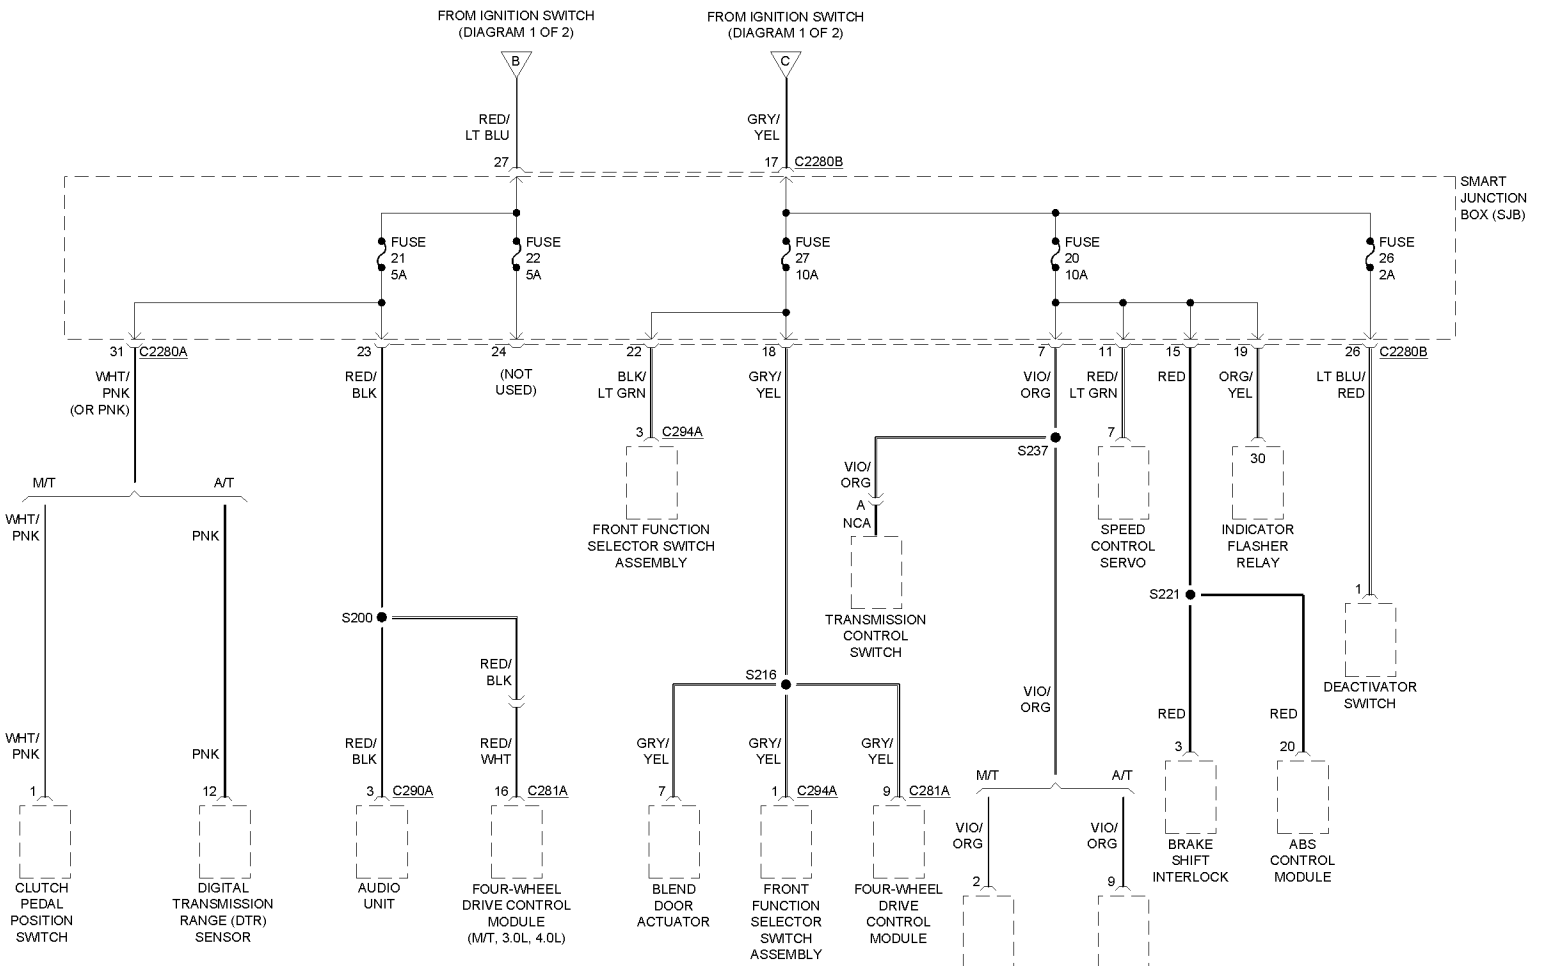 FROM IGNITION SWITCH
(DIAGRAM 1 OF 2)
B
RED/
LT BLU
27
FROM IGNITION SWITCH
(DIAGRAM 1 OF 2)
C
GRY/
YEL
17 C2280B
SMART
JUNCTION
BOX (SJB)
FUSE
21
5A
FUSE
22
5A
FUSE
27
10A
FUSE
20
10A
FUSE
26
2A
31 C2280A
WHT/
PNK
(OR PNK)
23
RED/
BLK
24
(NOT
USED)
22
BLK/
LT GRN
18
GRY/
YEL
7
VIO/
ORG
11
RED/
LT GRN
15
RED
19
ORG/
YEL
26 C2280B
LT BLU/
RED
3 C294A
FRONT FUNCTION
SELECTOR SWITCH
ASSEMBLY
S237
VIO/
ORG
A
NCA
TRANSMISSION
CONTROL
SWITCH
7
SPEED
CONTROL
SERVO
30
INDICATOR
FLASHER
RELAY
M/T
A/T
WHT/
PNK
PNK
S200
RED/
BLK
S221
1
DEACTIVATOR
SWITCH
S216
VIO/
ORG
WHT/
PNK
1
CLUTCH
PEDAL
POSITION
SWITCH
PNK
12
DIGITAL
TRANSMISSION
RANGE (DTR)
SENSOR
RED/
BLK
3 C290A
AUDIO
UNIT
RED/
WHT
16 C281A
FOUR-WHEEL
DRIVE CONTROL
MODULE
(M/T, 3.0L, 4.0L)
GRY/
YEL
7
BLEND
DOOR
ACTUATOR
GRY/
YEL
1 C294A
FRONT
FUNCTION
SELECTOR
SWITCH
ASSEMBLY
GRY/
YEL
9 C281A
FOUR-WHEEL
DRIVE
CONTROL
MODULE
M/T
A/T
VIO/
ORG
2
VIO/
ORG
9
RED
3
BRAKE
SHIFT
INTERLOCK
RED
20
ABS
CONTROL
MODULE